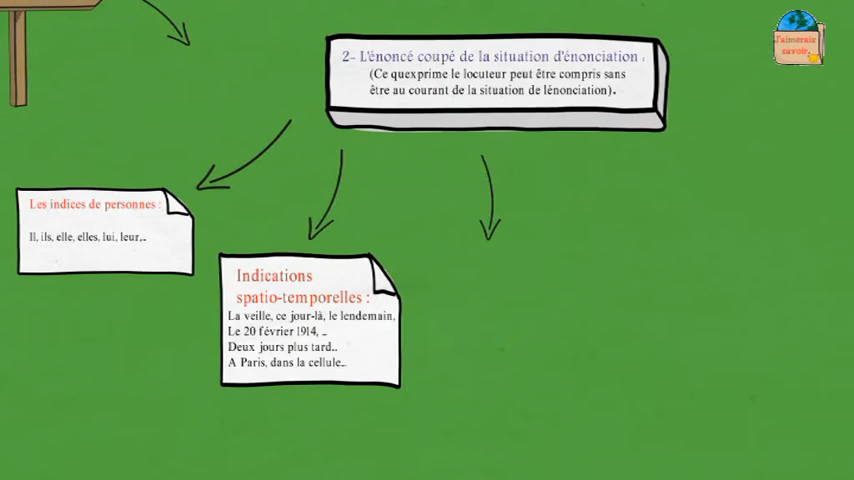 2- L'énoncé coupé de la situation d'énonciation :
(Ce quexprime le locuteur peut être compris sans
être au courant de la situation de lénonciation).
J'aimerais
savoir.
Les indices de personnes :
Il, ils, elle, elles, lui, leur,..
Indications
spatio-temporelles :
La veille, ce jour-là, le lendemain,
Le 20 février 1914, ..
Deux jours plus tard..
A Paris, dans la cellule...